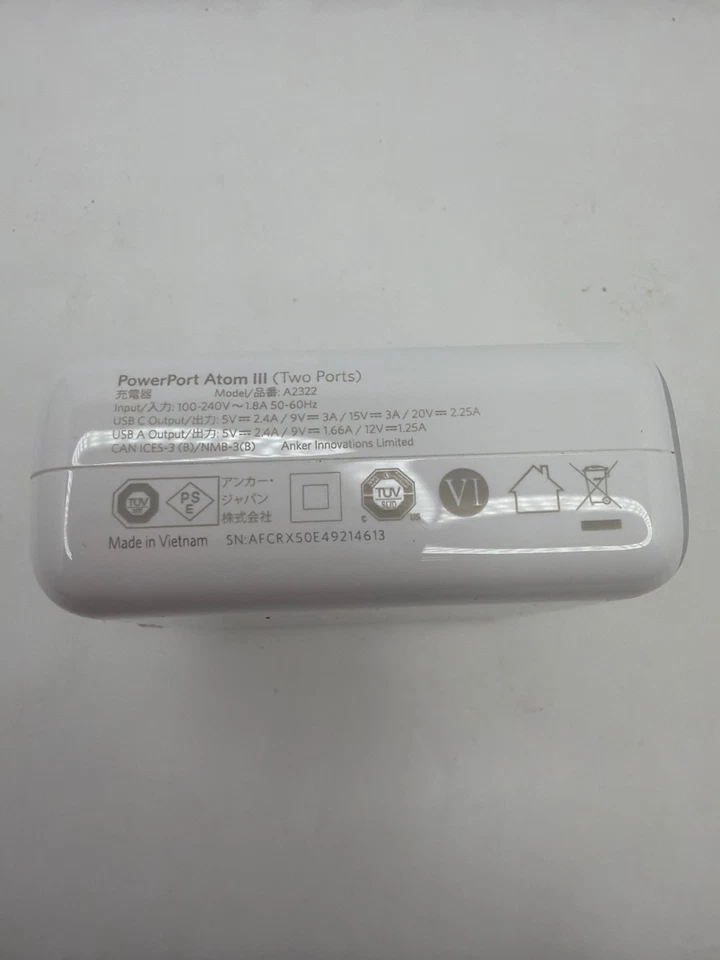 PowerPort Atom III (Two Ports)
充電器 Model/品番: A2322
Input/入力: 100-240V～1.8A 50-60Hz
USB C Output/出力: 5V⎓2.4A / 9V⎓3A / 15V⎓3A / 20V⎓2.25A
USB A Output/出力: 5V⎓2.4A / 9V⎓1.66A / 12V⎓1.25A
CAN ICES-3 (B)/NMB-3(B) Anker Innovations Limited
TÜV PS E アンカー・ジャパン株式会社 TÜV SÜD C US VI
Made in Vietnam SN:AFCRX50E49214613